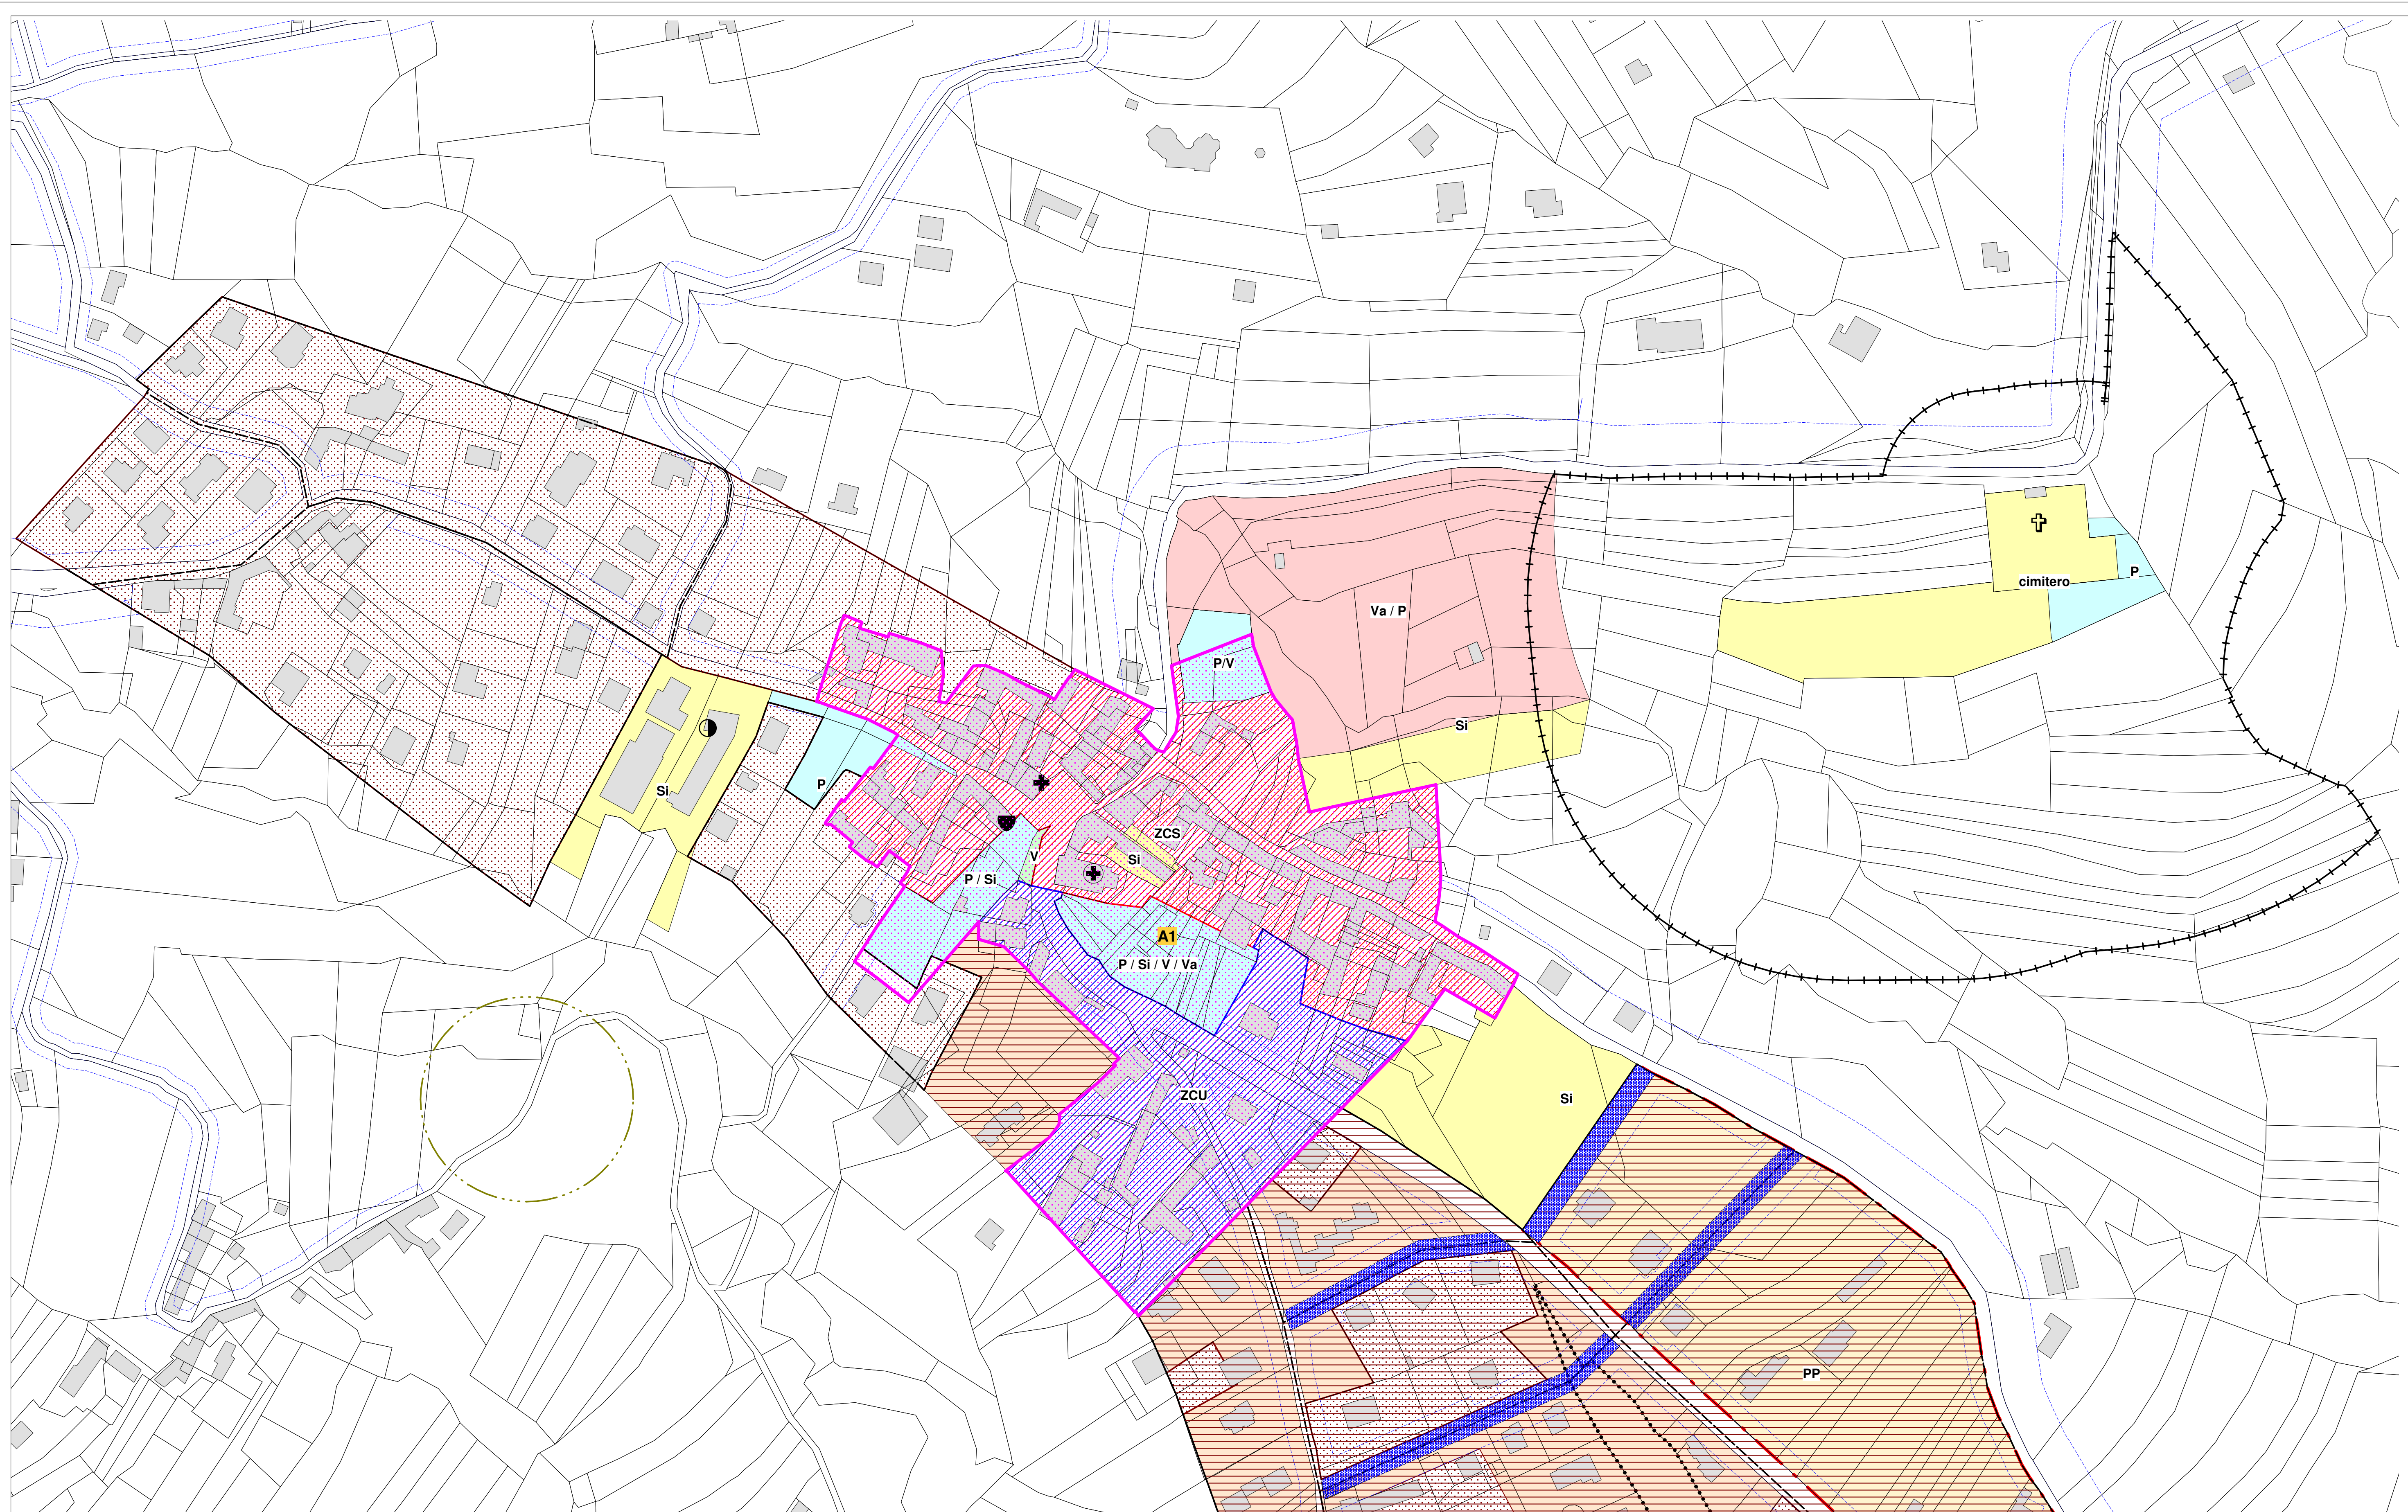 cimitero
P
Va / P
P/V
Si
P
Si
ZCS
V
Si
P / Si
A1
P / Si / V / Va
ZCU
Si
PP